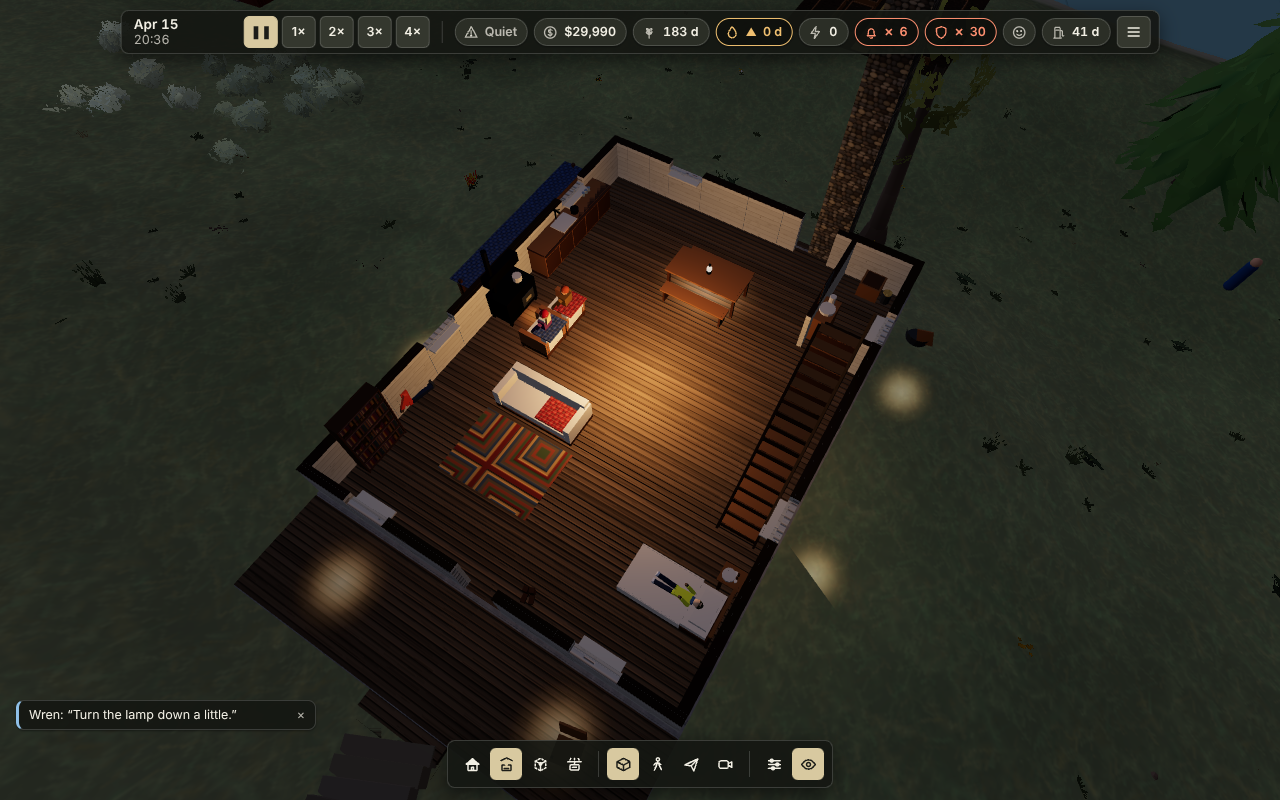 Apr 15
20:36
1×
2×
3×
4×
Quiet
$29,990
183 d
0 d
0
× 6
× 30
41 d
Wren: “Turn the lamp down a little.”
×